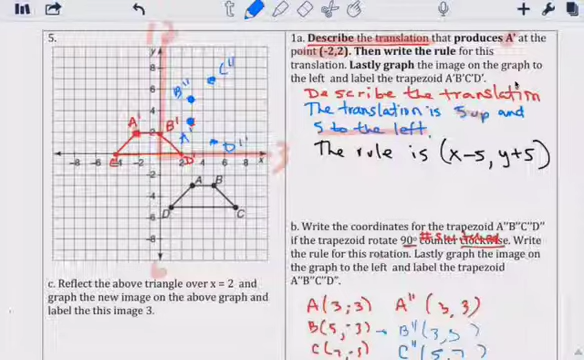 5.
1a. Describe the translation that produces A' at the
point (-2,2). Then write the rule for this
translation. Lastly graph the image on the graph to
the left and label the trapezoid A'B'C'D'.
Describe the translation
The translation is 5 up and
5 to the left.
The rule is (x-5, y+5)
y
8
6
4
2
-8 -6 -4 -2 2 4 6 8 x
-2
-4
-6
-8
A' B' D'
A" B" C" D"
A B
D C
b. Write the coordinates for the trapezoid A"B"C"D"
if the trapezoid rotate 90° counter clockwise. Write
the rule for this rotation. Lastly graph the image on
the graph to the left and label the trapezoid
A"B"C"D".
A(3,-3) A" (3, 3)
B(5,-3) → B" (3,5)
C" (5,7)
c. Reflect the above triangle over x = 2 and
graph the new image on the above graph and
label the this image 3.